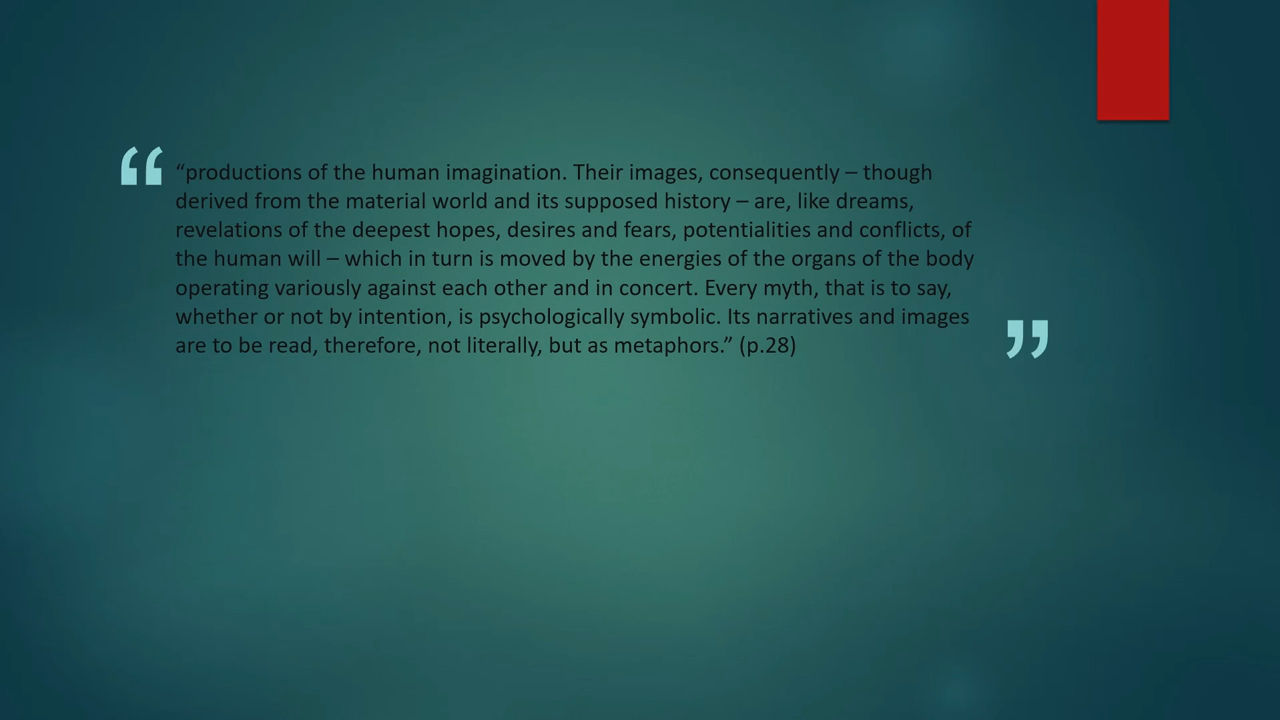 “productions of the human imagination. Their images, consequently – though
derived from the material world and its supposed history – are, like dreams,
revelations of the deepest hopes, desires and fears, potentialities and conflicts, of
the human will – which in turn is moved by the energies of the organs of the body
operating variously against each other and in concert. Every myth, that is to say,
whether or not by intention, is psychologically symbolic. Its narratives and images
are to be read, therefore, not literally, but as metaphors.” (p.28)